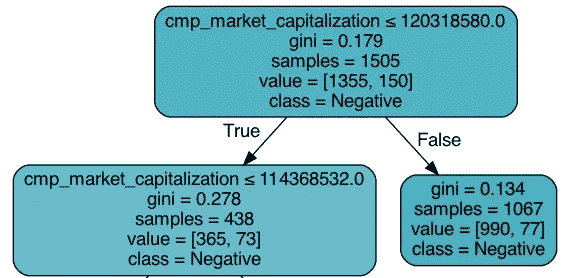 cmp_market_capitalization ≤ 120318580.0
gini = 0.179
samples = 1505
value = [1355, 150]
class = Negative
True
False
cmp_market_capitalization ≤ 114368532.0
gini = 0.278
samples = 438
value = [365, 73]
class = Negative
gini = 0.134
samples = 1067
value = [990, 77]
class = Negative